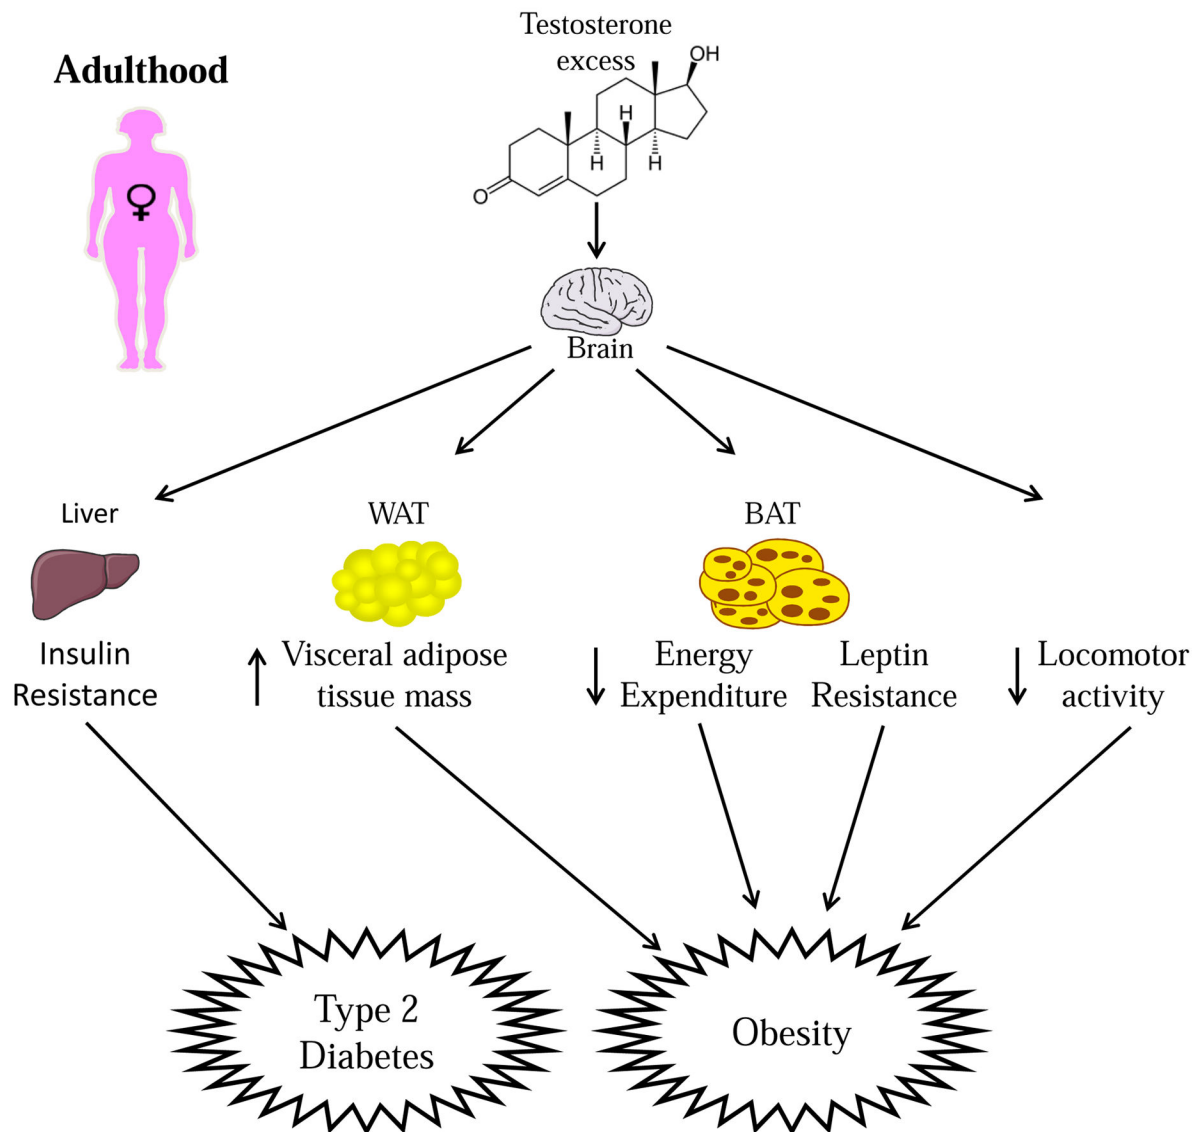 Testosterone
excess
Adulthood
OH
H
H
H
O
♀
Brain
Liver
WAT
BAT
Insulin
Resistance
↑ Visceral adipose
tissue mass
↓ Energy
Expenditure
Leptin
Resistance
↓ Locomotor
activity
Type 2
Diabetes
Obesity